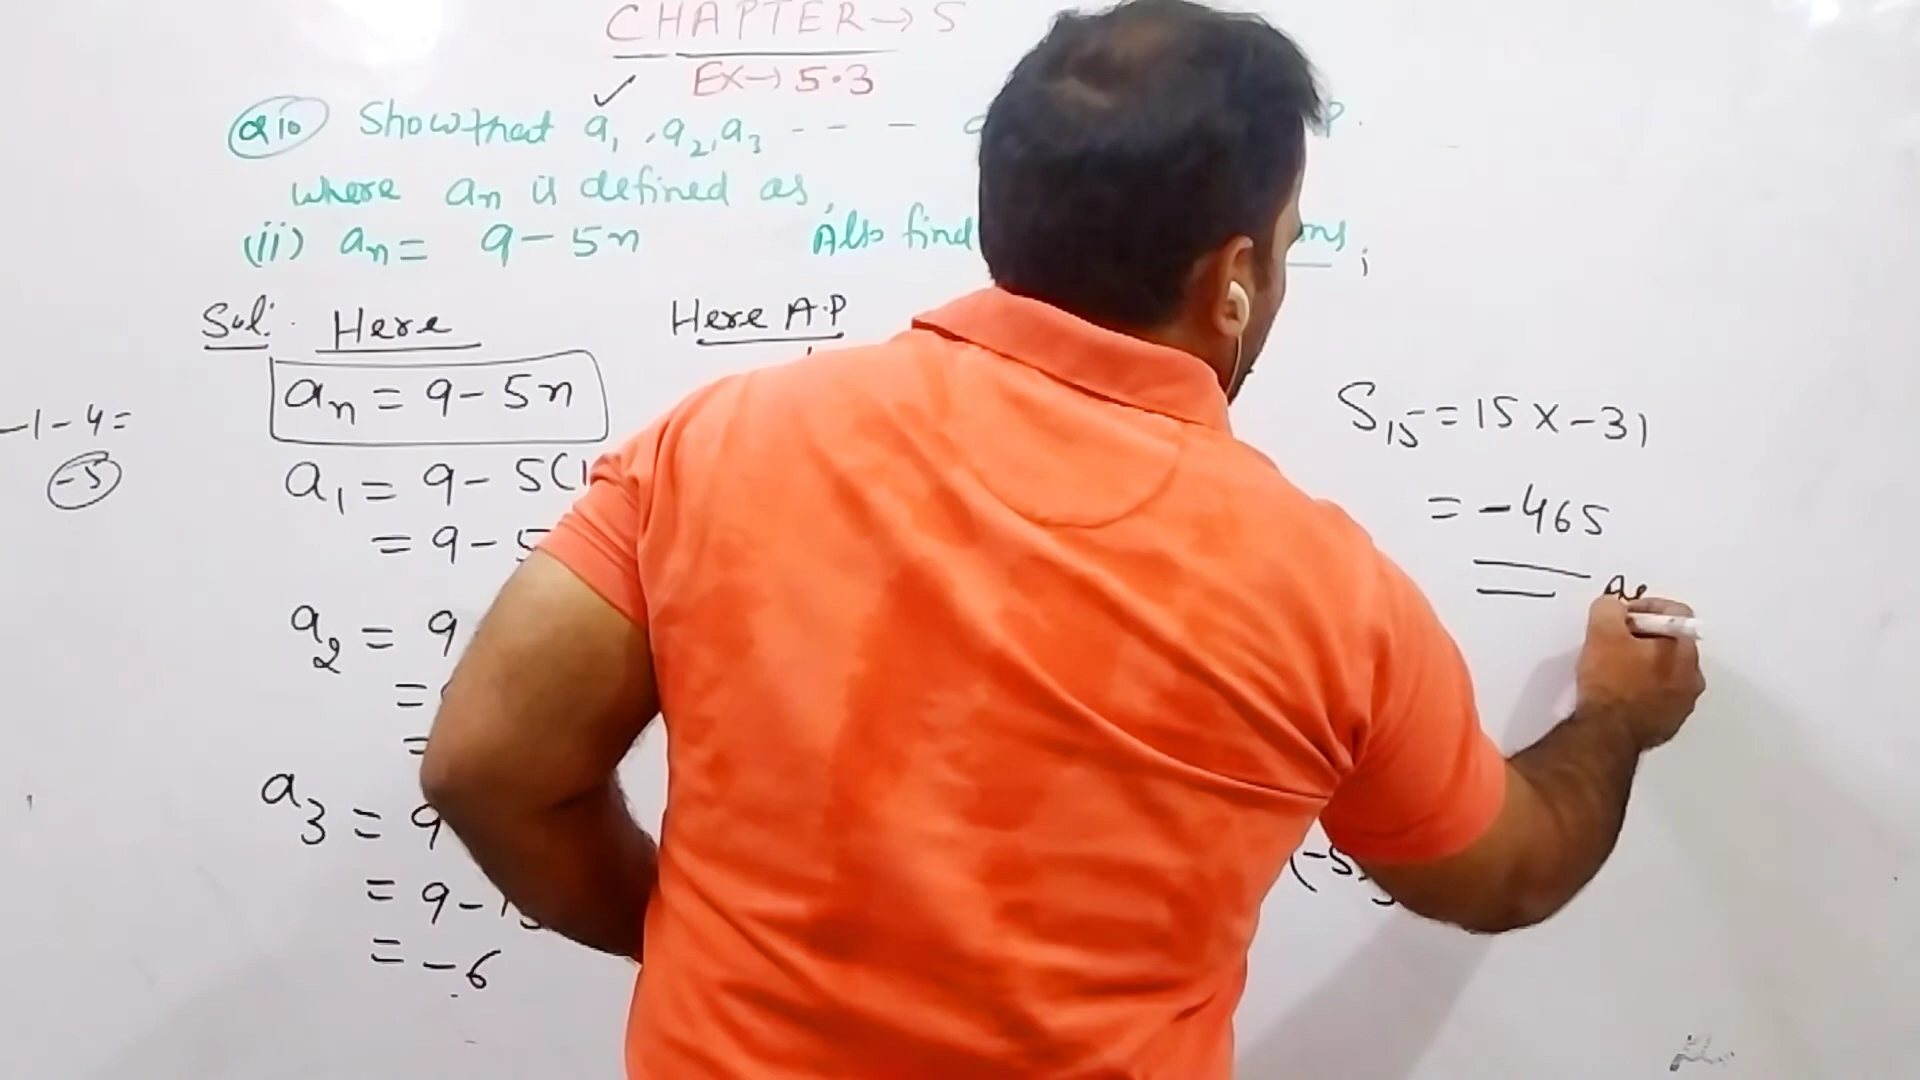 CHAPTER → 5
EX → 5.3
Q10 Show that a₁, a₂, a₃ - - - P.
where an is defined as,
(ii) an = 9 - 5n Also find ;
Sol: Here
an = 9 - 5n
-1 - 4 =
-5
a₁ = 9 - 5(1
= 9 - 5
a₂ = 9
=
=
a₃ = 9
= 9 - 15
= -6
Here A.P
S₁₅ = 15 x -31
= -465
(-5)